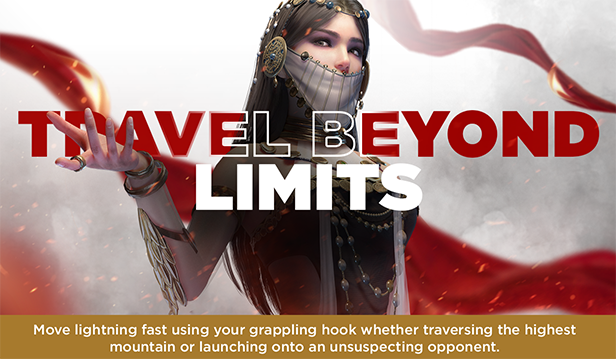 TRAVEL BEYOND
LIMITS
Move lightning fast using your grappling hook whether traversing the highest
mountain or launching onto an unsuspecting opponent.